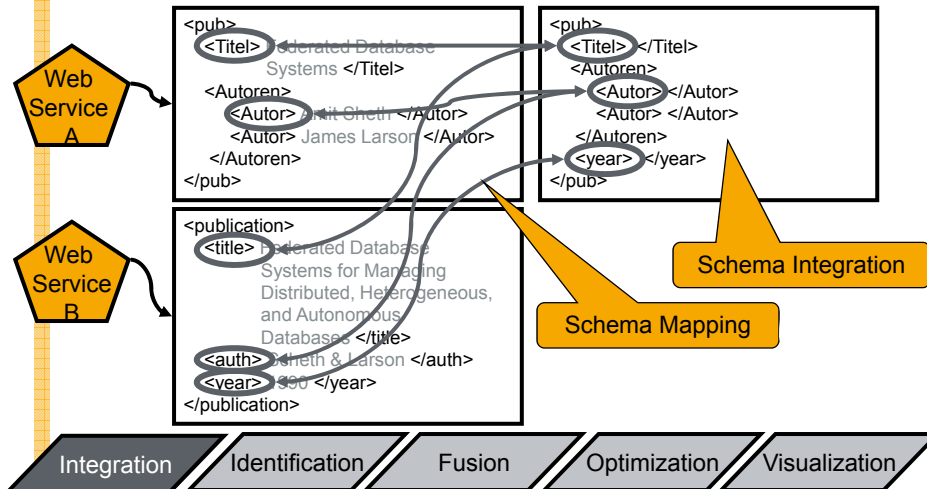 Web
Service
A
<pub>
<Titel> Federated Database
Systems </Titel>
<Autoren>
<Autor> Amit Sheth </Autor>
<Autor> James Larson </Autor>
</Autoren>
</pub>
<pub>
<Titel> </Titel>
<Autoren>
<Autor> </Autor>
<Autor> </Autor>
</Autoren>
<year> </year>
</pub>
Web
Service
B
<publication>
<title> Federated Database
Systems for Managing
Distributed, Heterogeneous,
and Autonomous
Databases </title>
<auth> Scheth & Larson </auth>
<year> 1990 </year>
</publication>
Schema Integration
Schema Mapping
Integration
Identification
Fusion
Optimization
Visualization